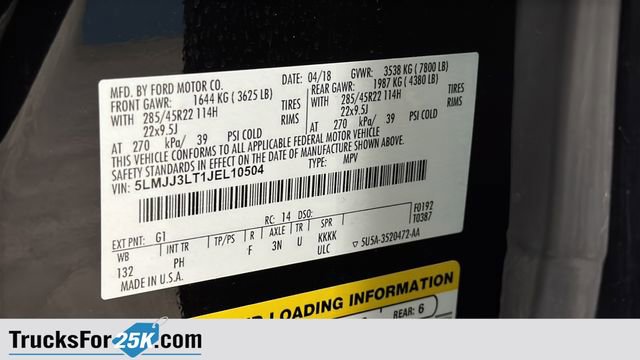 MFD. BY FORD MOTOR CO.
DATE: 04/18 GVWR: 3538 KG (7800 LB)
FRONT GAWR: 1644 KG (3625 LB) REAR GAWR: 1987 KG (4380 LB)
WITH 285/45R22 114H TIRES WITH 285/45R22 114H TIRES
22x9.5J RIMS 22x9.5J RIMS
AT 270 kPa/ 39 PSI COLD AT 270 kPa/ 39 PSI COLD
THIS VEHICLE CONFORMS TO ALL APPLICABLE FEDERAL MOTOR VEHICLE
SAFETY STANDARDS IN EFFECT ON THE DATE OF MANUFACTURE SHOWN ABOVE.
VIN: 5LMJJ3LT1JEL10504 TYPE: MPV
F0192
T0387
EXT PNT: G1 RC: 14 DSO:
WB INT TR TP/PS R AXLE TR SPR
132 PH F 3N U KKKK
ULC
MADE IN U.S.A. 5U5A-3520472-AA
LOADING INFORMATION
REAR: 6
TrucksFor25K.com